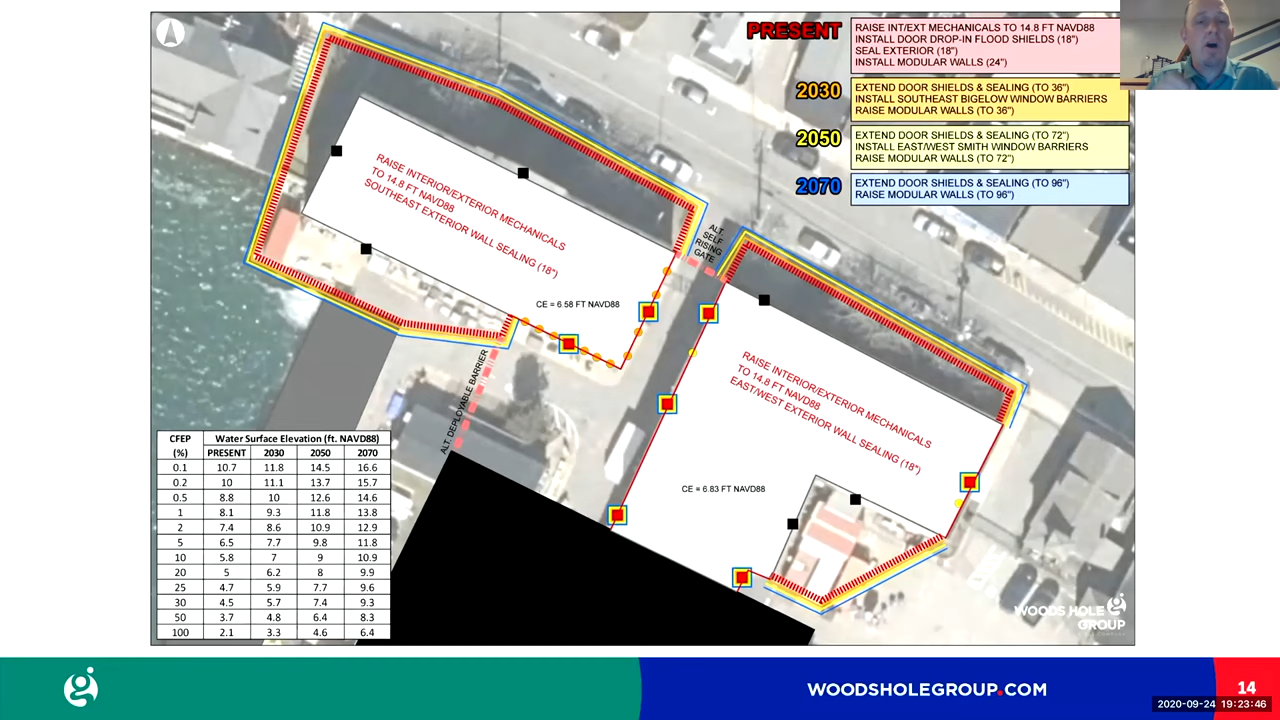 PRESENT
RAISE INT/EXT MECHANICALS TO 14.8 FT NAVD88
INSTALL DOOR DROP-IN FLOOD SHIELDS (18")
SEAL EXTERIOR (18")
INSTALL MODULAR WALLS (24")
2030
EXTEND DOOR SHIELDS & SEALING (TO 36")
INSTALL SOUTHEAST BIGELOW WINDOW BARRIERS
RAISE MODULAR WALLS (TO 36")
2050
EXTEND DOOR SHIELDS & SEALING (TO 72")
INSTALL EAST/WEST SMITH WINDOW BARRIERS
RAISE MODULAR WALLS (TO 72")
2070
EXTEND DOOR SHIELDS & SEALING (TO 96")
RAISE MODULAR WALLS (TO 96")
RAISE INTERIOR/EXTERIOR MECHANICALS
TO 14.8 FT NAVD88
SOUTHEAST EXTERIOR WALL SEALING (18")
CE = 6.58 FT NAVD88
ALT.
SELF
RISING
GATE
ALT. DEPLOYABLE BARRIER
RAISE INTERIOR/EXTERIOR MECHANICALS
TO 14.8 FT NAVD88
EAST/WEST EXTERIOR WALL SEALING (18")
CE = 6.83 FT NAVD88
CFEP Water Surface Elevation (ft. NAVD88)
(%) PRESENT 2030 2050 2070
0.1 10.7 11.8 14.5 16.6
0.2 10 11.1 13.7 15.7
0.5 8.8 10 12.6 14.6
1 8.1 9.3 11.8 13.8
2 7.4 8.6 10.9 12.9
5 6.5 7.7 9.8 11.8
10 5.8 7 9 10.9
20 5 6.2 8 9.9
25 4.7 5.9 7.7 9.6
30 4.5 5.7 7.4 9.3
50 3.7 4.8 6.4 8.3
100 2.1 3.3 4.6 6.4
WOODS HOLE
GROUP
WOODSHOLEGROUP.COM
14
2020-09-24 19:23:46